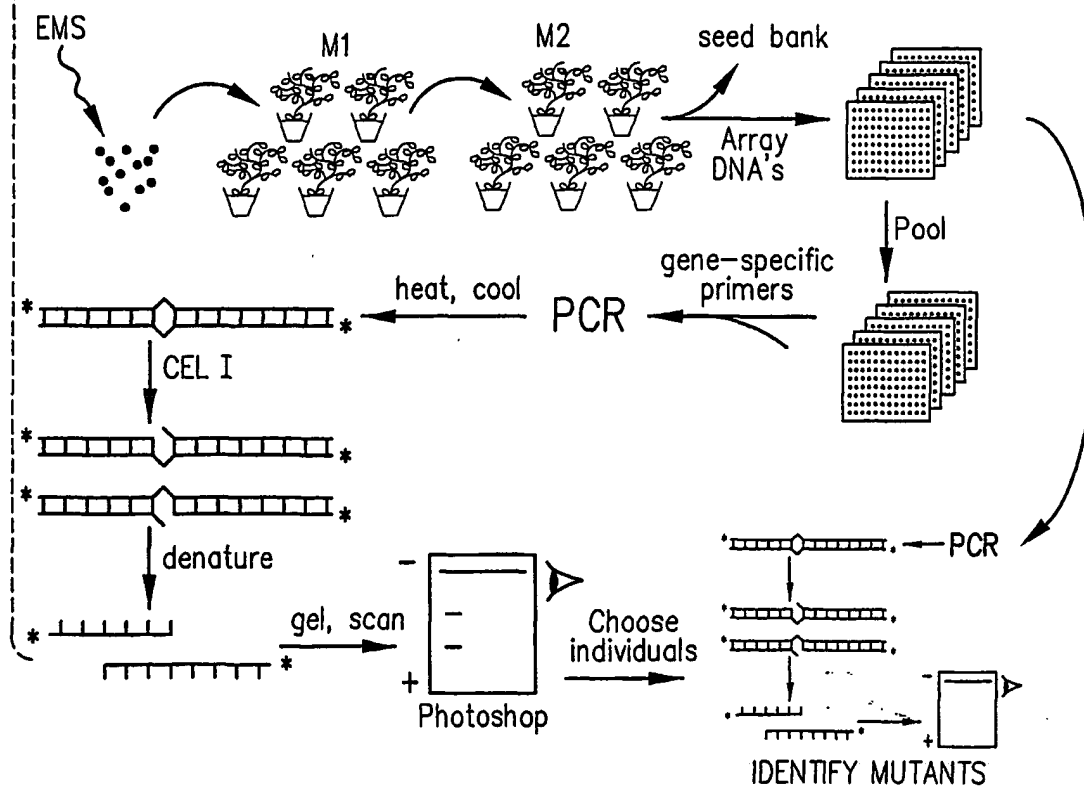 EMS
M1
M2
seed bank
Array
DNA's
Pool
gene-specific
primers
PCR
heat, cool
*
*
CEL I
*
*
*
*
denature
*
*
gel, scan
-
+
Photoshop
Choose
individuals
PCR
*
*
*
*
*
*
*
*
-
+
IDENTIFY MUTANTS